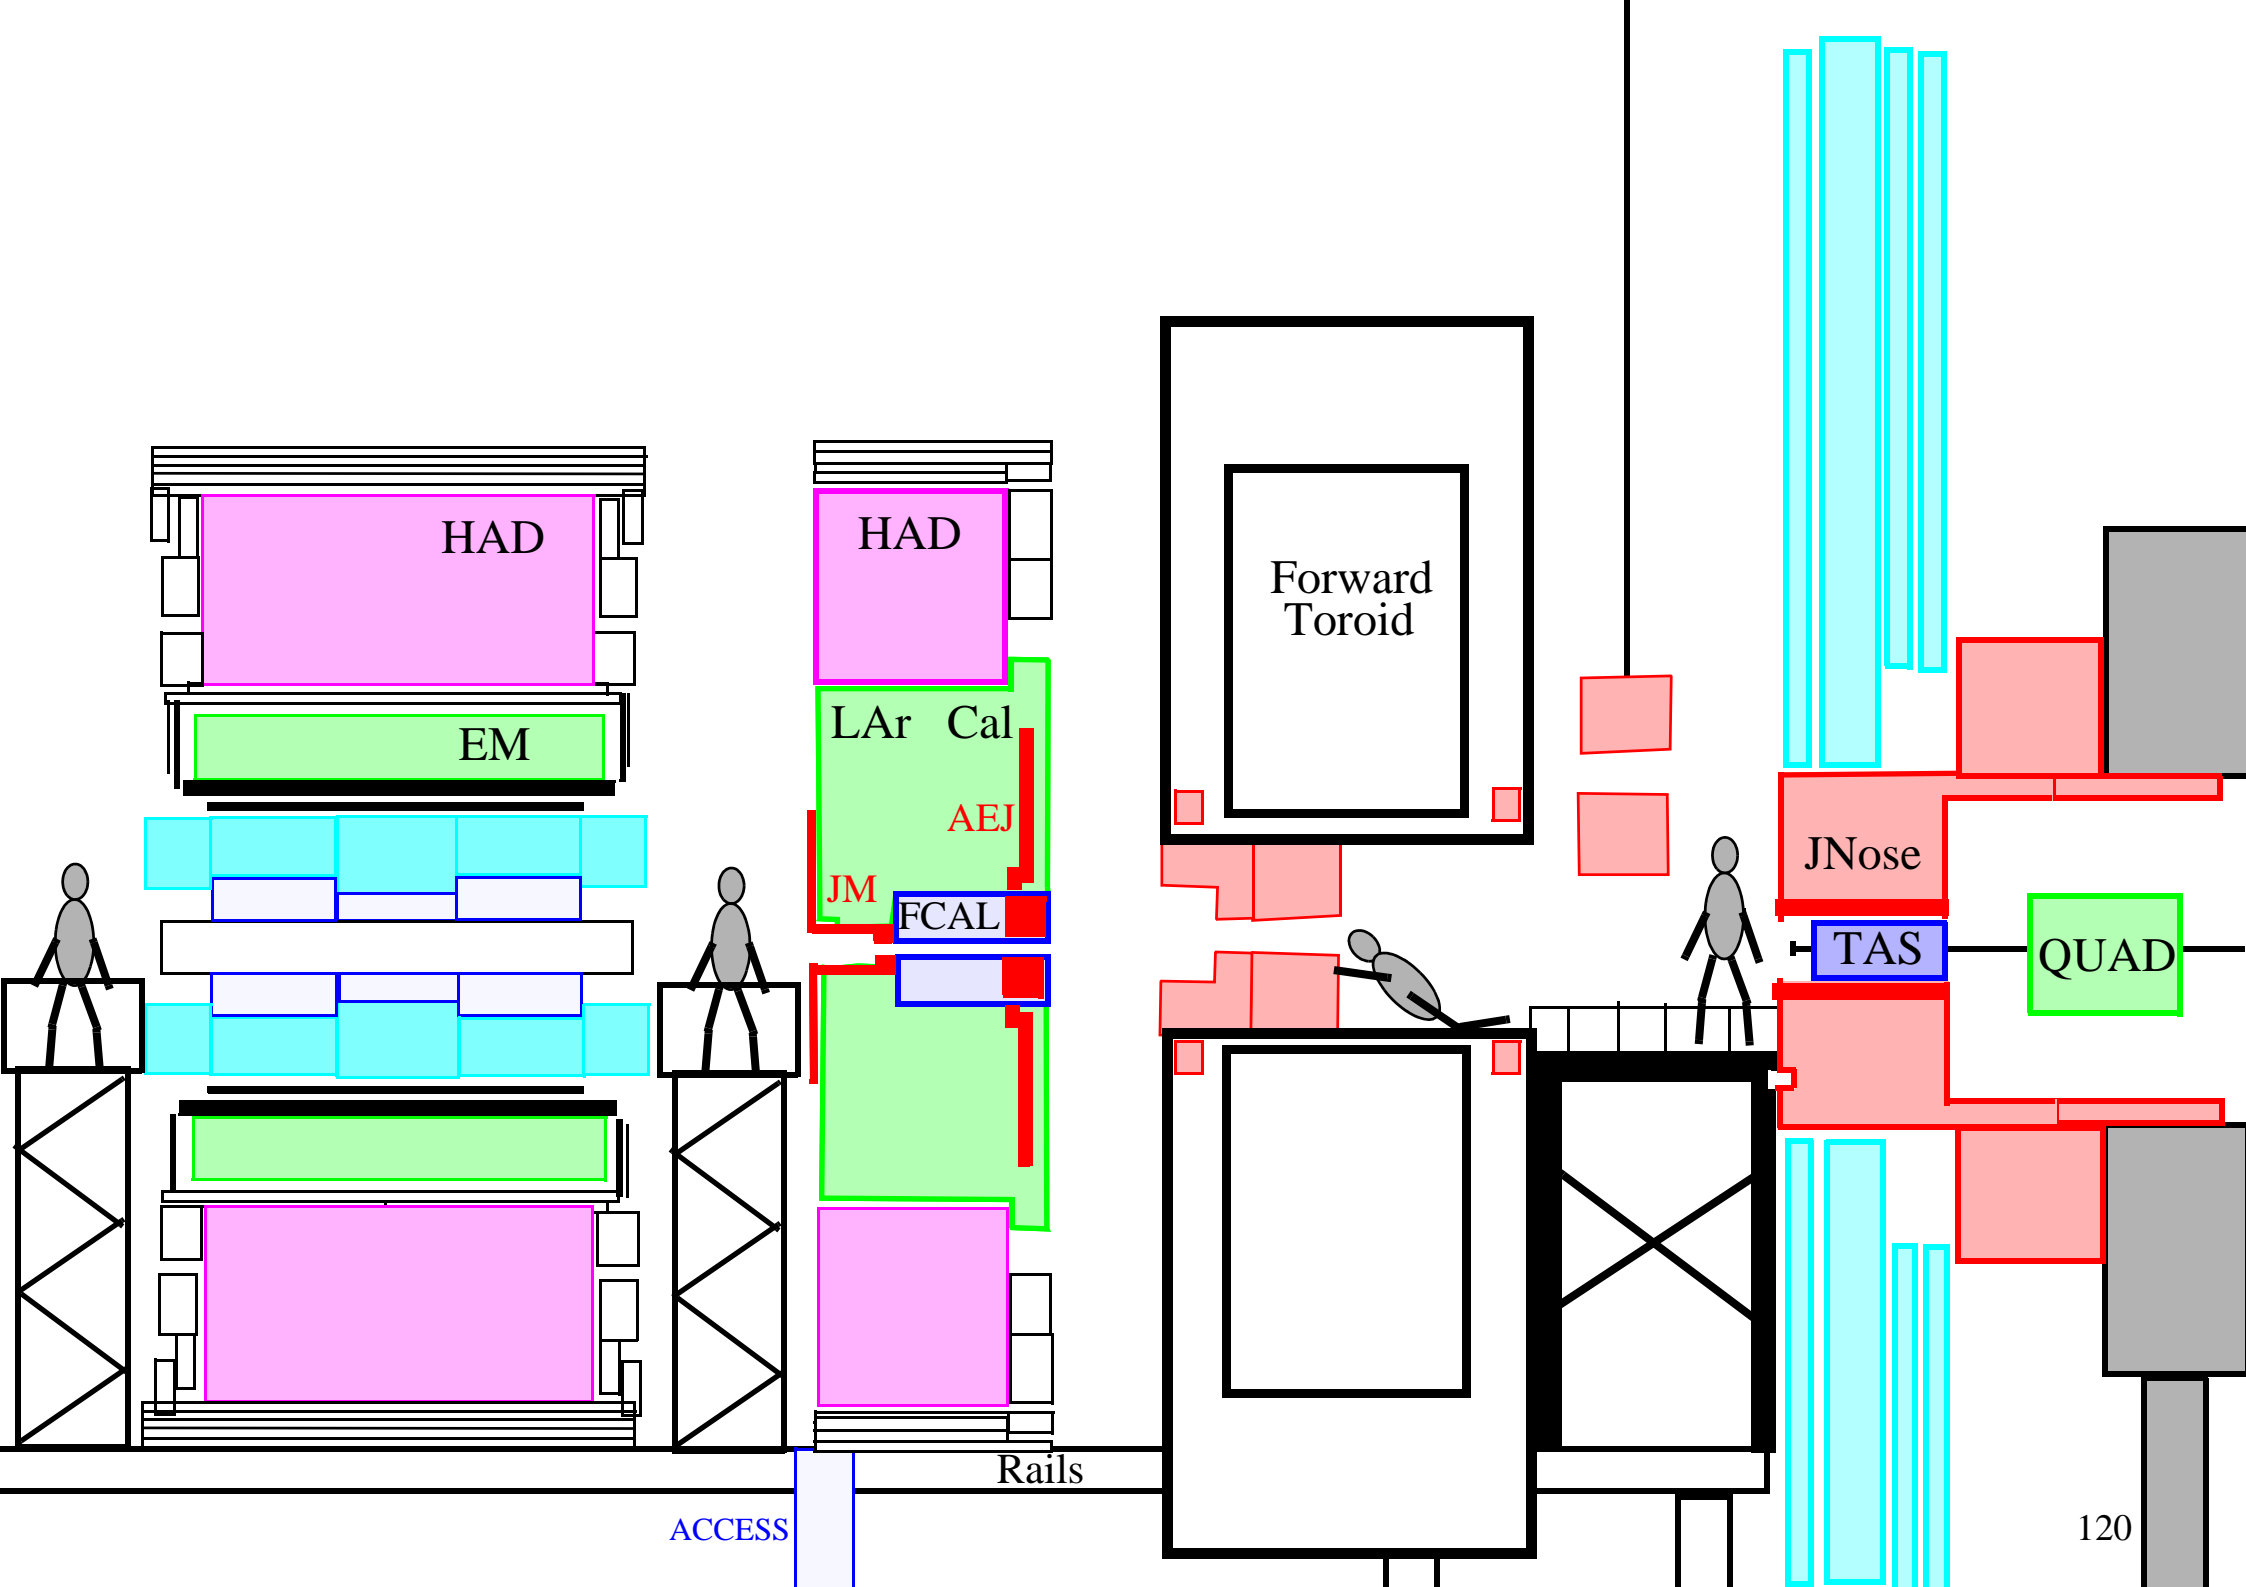 HAD
HAD
Forward
Toroid
LAr Cal
EM
AEJ
JNose
JM
FCAL
TAS
QUAD
Rails
ACCESS
120